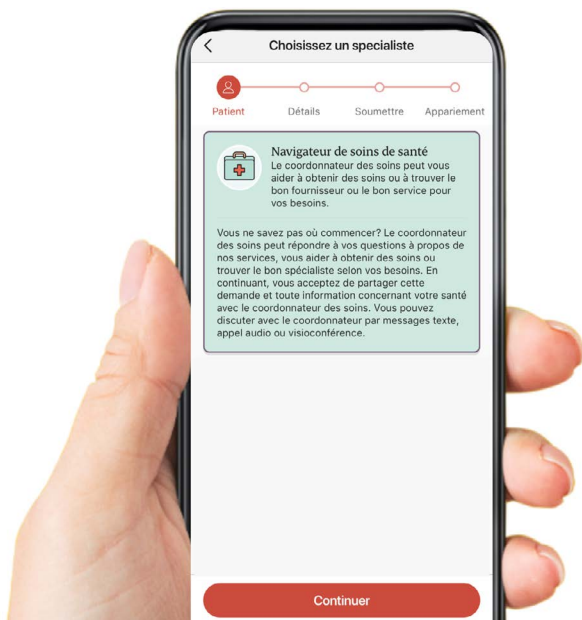 Choisissez un specialiste
Patient Détails Soumettre Appariement
Navigateur de soins de santé
Le coordonnateur des soins peut vous
aider à obtenir des soins ou à trouver le
bon fournisseur ou le bon service pour
vos besoins.
Vous ne savez pas où commencer? Le coordonnateur
des soins peut répondre à vos questions à propos de
nos services, vous aider à obtenir des soins ou
trouver le bon spécialiste selon vos besoins. En
continuant, vous acceptez de partager cette
demande et toute information concernant votre santé
avec le coordonnateur des soins. Vous pouvez
discuter avec le coordonnateur par messages texte,
appel audio ou visioconférence.
Continuer